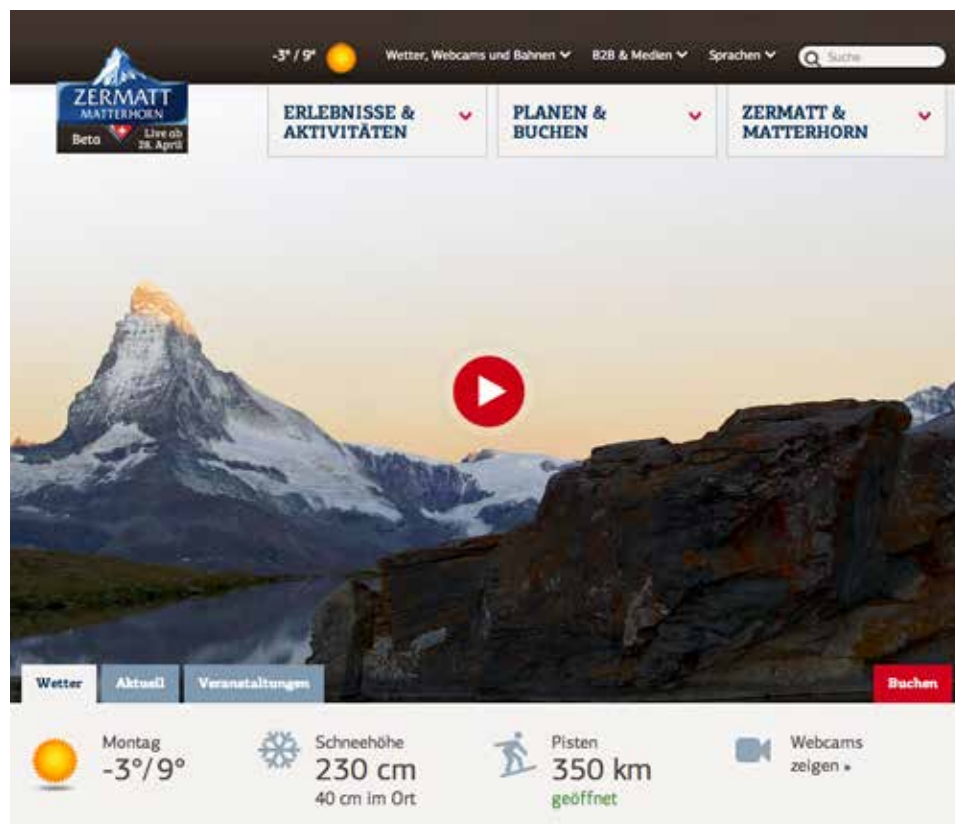 -3° / 9°
Wetter, Webcams und Bahnen
B2B & Medien
Sprachen
Suche
ZERMATT
MATTERHORN
Beta
Live ab
28. April
ERLEBNISSE &
AKTIVITÄTEN
PLANEN &
BUCHEN
ZERMATT &
MATTERHORN
Wetter
Aktuell
Veranstaltungen
Buchen
Montag
-3°/9°
Schneehöhe
230 cm
40 cm im Ort
Pisten
350 km
geöffnet
Webcams
zeigen »